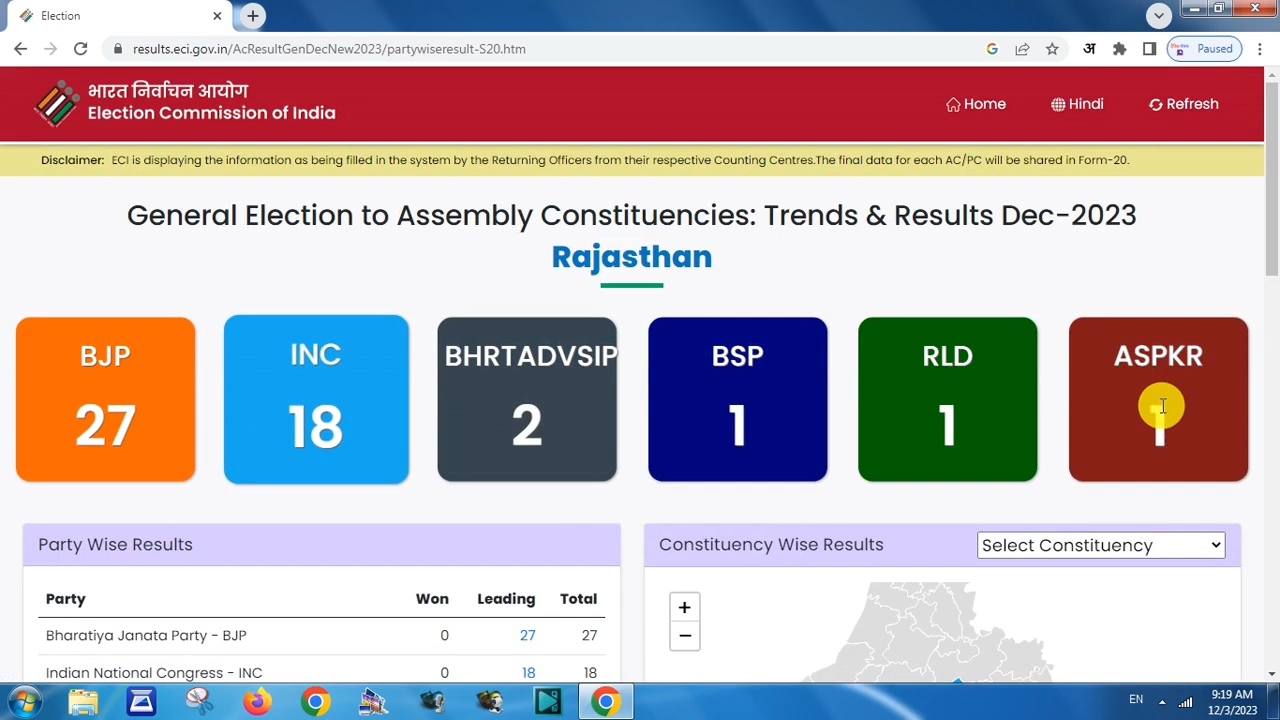 Election
results.eci.gov.in/AcResultGenDecNew2023/partywiseresult-S20.htm
अ
Paused
भारत निर्वाचन आयोग
Election Commission of India
Home
Hindi
Refresh
Disclaimer: ECI is displaying the information as being filled in the system by the Returning Officers from their respective Counting Centres.The final data for each AC/PC will be shared in Form-20.
General Election to Assembly Constituencies: Trends & Results Dec-2023
Rajasthan
BJP
27
INC
18
BHRTADVSIP
2
BSP
1
RLD
1
ASPKR
1
Party Wise Results
Party Won Leading Total
Bharatiya Janata Party - BJP 0 27 27
Indian National Congress - INC 0 18 18
Constituency Wise Results
Select Constituency
+
−
EN
9:19 AM
12/3/2023